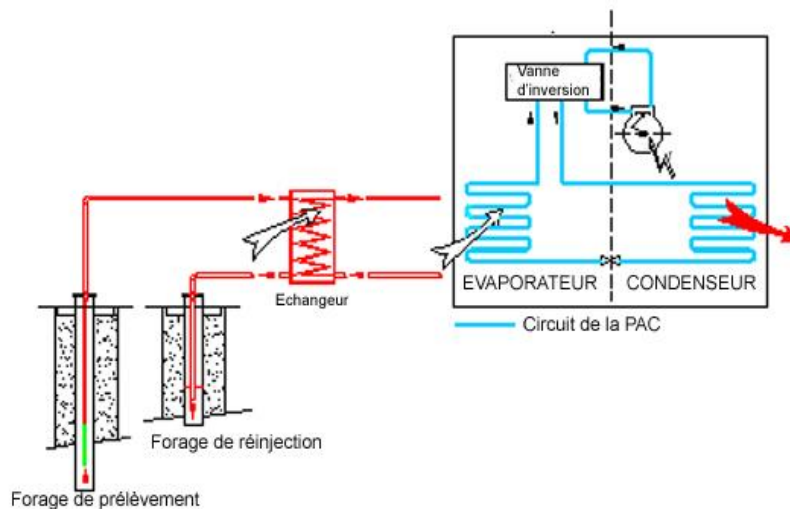 Vanne
d'inversion
EVAPORATEUR
CONDENSEUR
Echangeur
Circuit de la PAC
Forage de réinjection
Forage de prélèvement